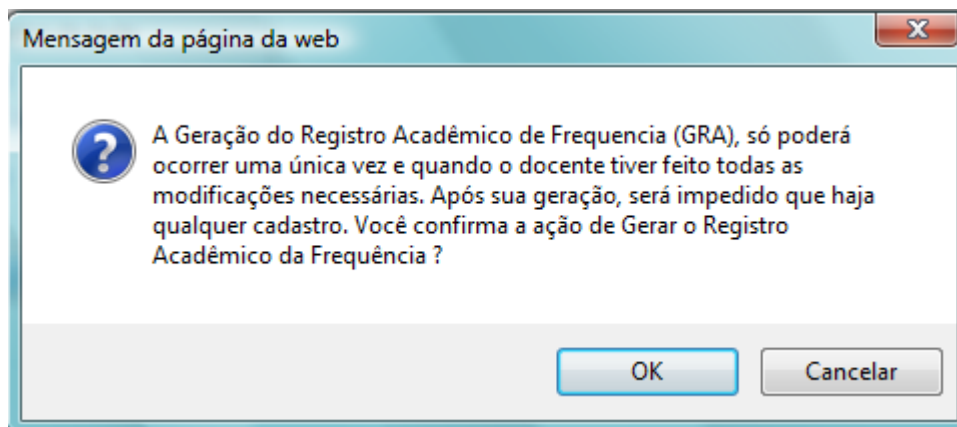 Mensagem da página da web
A Geração do Registro Acadêmico de Frequencia (GRA), só poderá
ocorrer uma única vez e quando o docente tiver feito todas as
modificações necessárias. Após sua geração, será impedido que haja
qualquer cadastro. Você confirma a ação de Gerar o Registro
Acadêmico da Frequência ?
OK
Cancelar